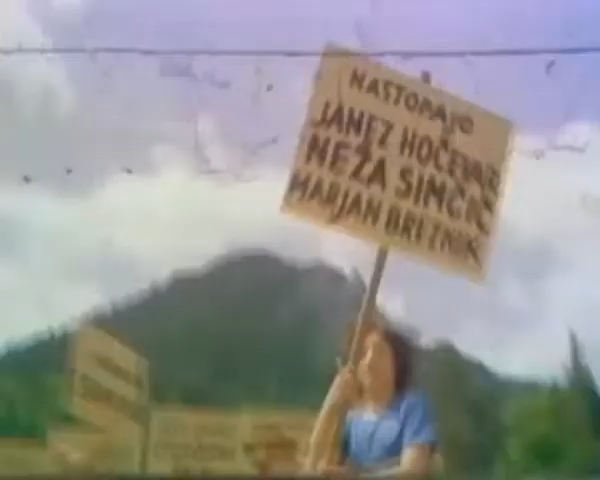 NASTOPAJO
JANEZ HOČEVAR
NEŽA SIMČIČ
MARJAN BREZNIK